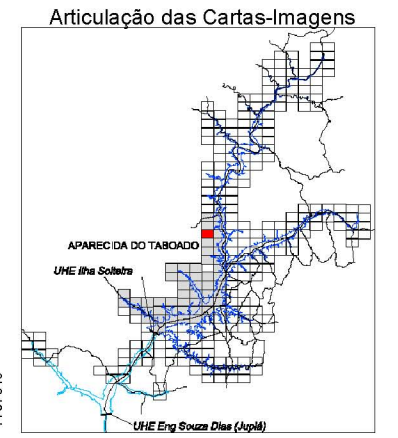 Articulação das Cartas-Imagens
APARECIDA DO TABOADO
UHE Ilha Solteira
UHE Eng Souza Dias (Jupiá)